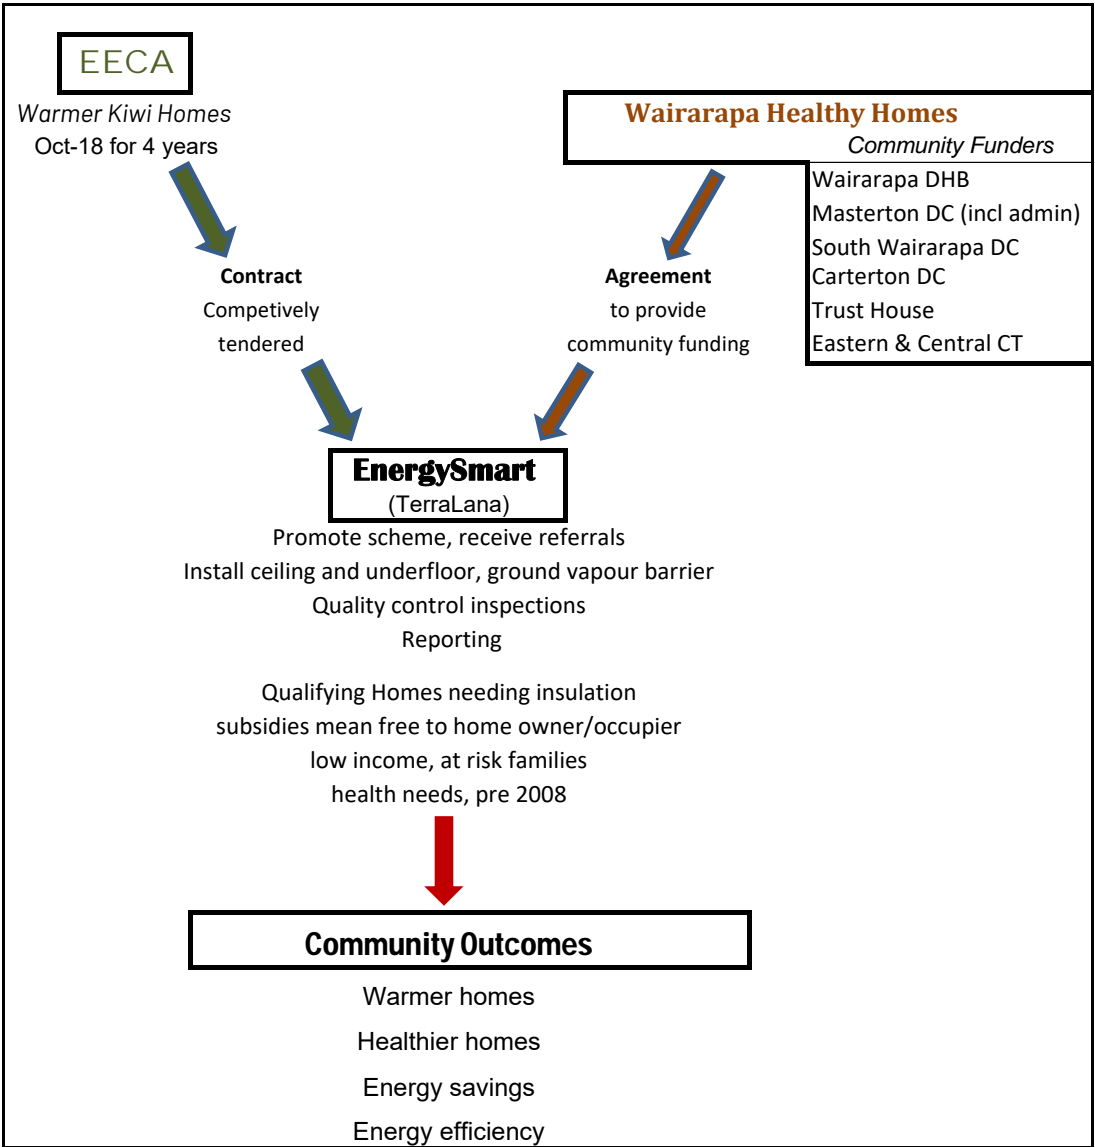 EECA
Warmer Kiwi Homes
Oct-18 for 4 years
Wairarapa Healthy Homes
Community Funders
Wairarapa DHB
Masterton DC (incl admin)
South Wairarapa DC
Carterton DC
Trust House
Eastern & Central CT
Contract
Competively
tendered
Agreement
to provide
community funding
EnergySmart
(TerraLana)
Promote scheme, receive referrals
Install ceiling and underfloor, ground vapour barrier
Quality control inspections
Reporting
Qualifying Homes needing insulation
subsidies mean free to home owner/occupier
low income, at risk families
health needs, pre 2008
Community Outcomes
Warmer homes
Healthier homes
Energy savings
Energy efficiency